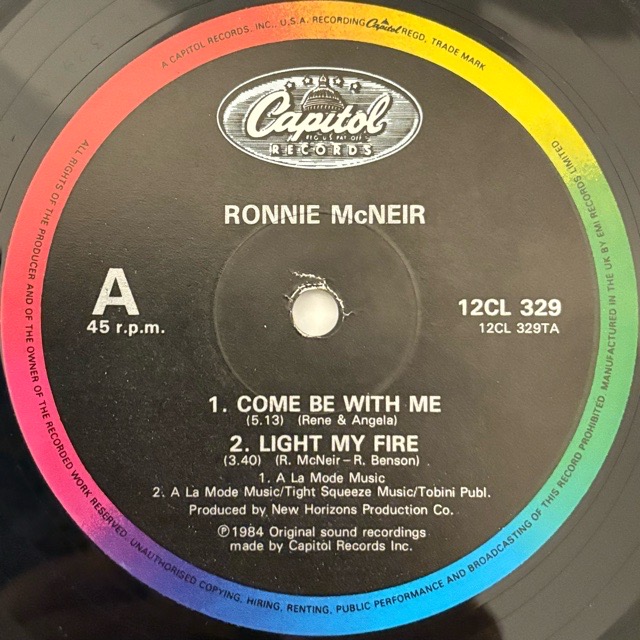 A CAPITOL RECORDS, INC., U.S.A. RECORDING Capitol REGD, TRADE MARK
Capitol
REG. U.S. PAT. OFF.
RECORDS
RONNIE McNEIR
A
45 r.p.m.
12CL 329
12CL 329TA
1. COME BE WITH ME
(5.13) (Rene & Angela)
2. LIGHT MY FIRE
(3.40) (R. McNeir – R. Benson)
1. A La Mode Music
2. A La Mode Music/Tight Squeeze Music/Tobini Publ.
Produced by New Horizons Production Co.
℗1984 Original sound recordings
made by Capitol Records Inc.
ALL RIGHTS OF THE PRODUCER AND OF THE OWNER OF THE RECORDED WORK RESERVED. UNAUTHORISED COPYING, HIRING, RENTING, PUBLIC PERFORMANCE AND BROADCASTING OF THIS RECORD PROHIBITED. MANUFACTURED IN THE UK BY EMI RECORDS LIMITED